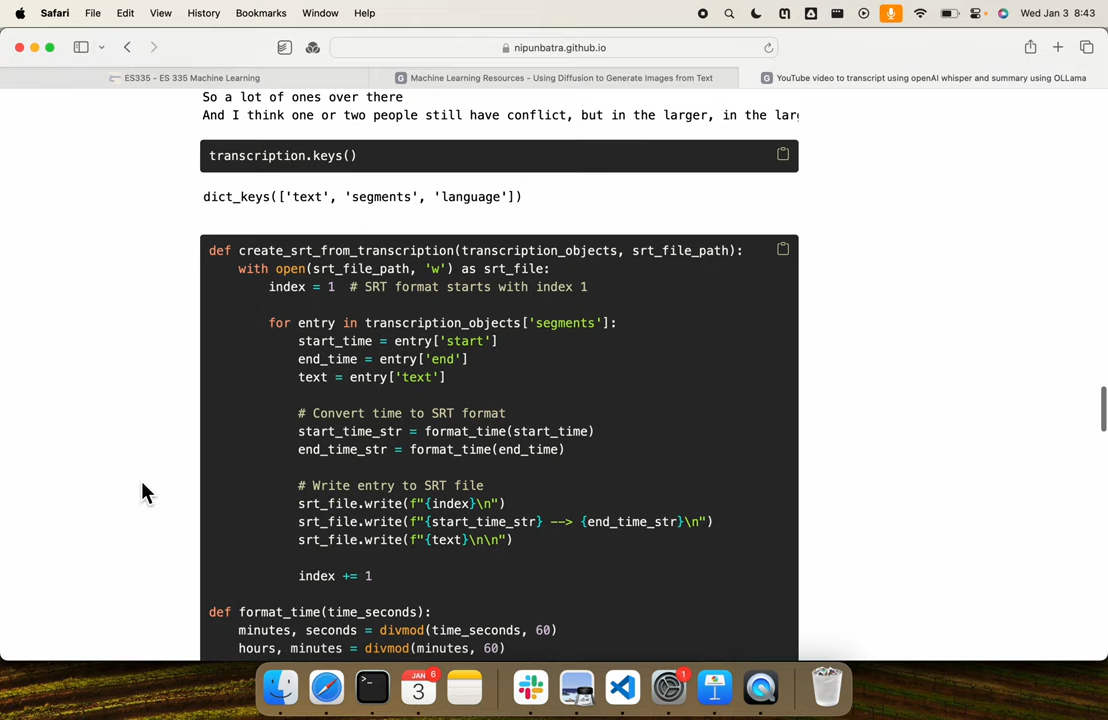 Safari File Edit View History Bookmarks Window Help Wed Jan 3 8:43
nipunbatra.github.io
ES335 - ES 335 Machine Learning
Machine Learning Resources - Using Diffusion to Generate Images from Text
YouTube video to transcript using openAI whisper and summary using OLLama
So a lot of ones over there
And I think one or two people still have conflict, but in the larger, in the
transcription.keys()
dict_keys(['text', 'segments', 'language'])
def create_srt_from_transcription(transcription_objects, srt_file_path):
with open(srt_file_path, 'w') as srt_file:
index = 1 # SRT format starts with index 1
for entry in transcription_objects['segments']:
start_time = entry['start']
end_time = entry['end']
text = entry['text']
# Convert time to SRT format
start_time_str = format_time(start_time)
end_time_str = format_time(end_time)
# Write entry to SRT file
srt_file.write(f"{index}\n")
srt_file.write(f"{start_time_str} --> {end_time_str}\n")
srt_file.write(f"{text}\n\n")
index += 1
def format_time(time_seconds):
minutes, seconds = divmod(time_seconds, 60)
hours, minutes = divmod(minutes, 60)
JAN 6
3
1